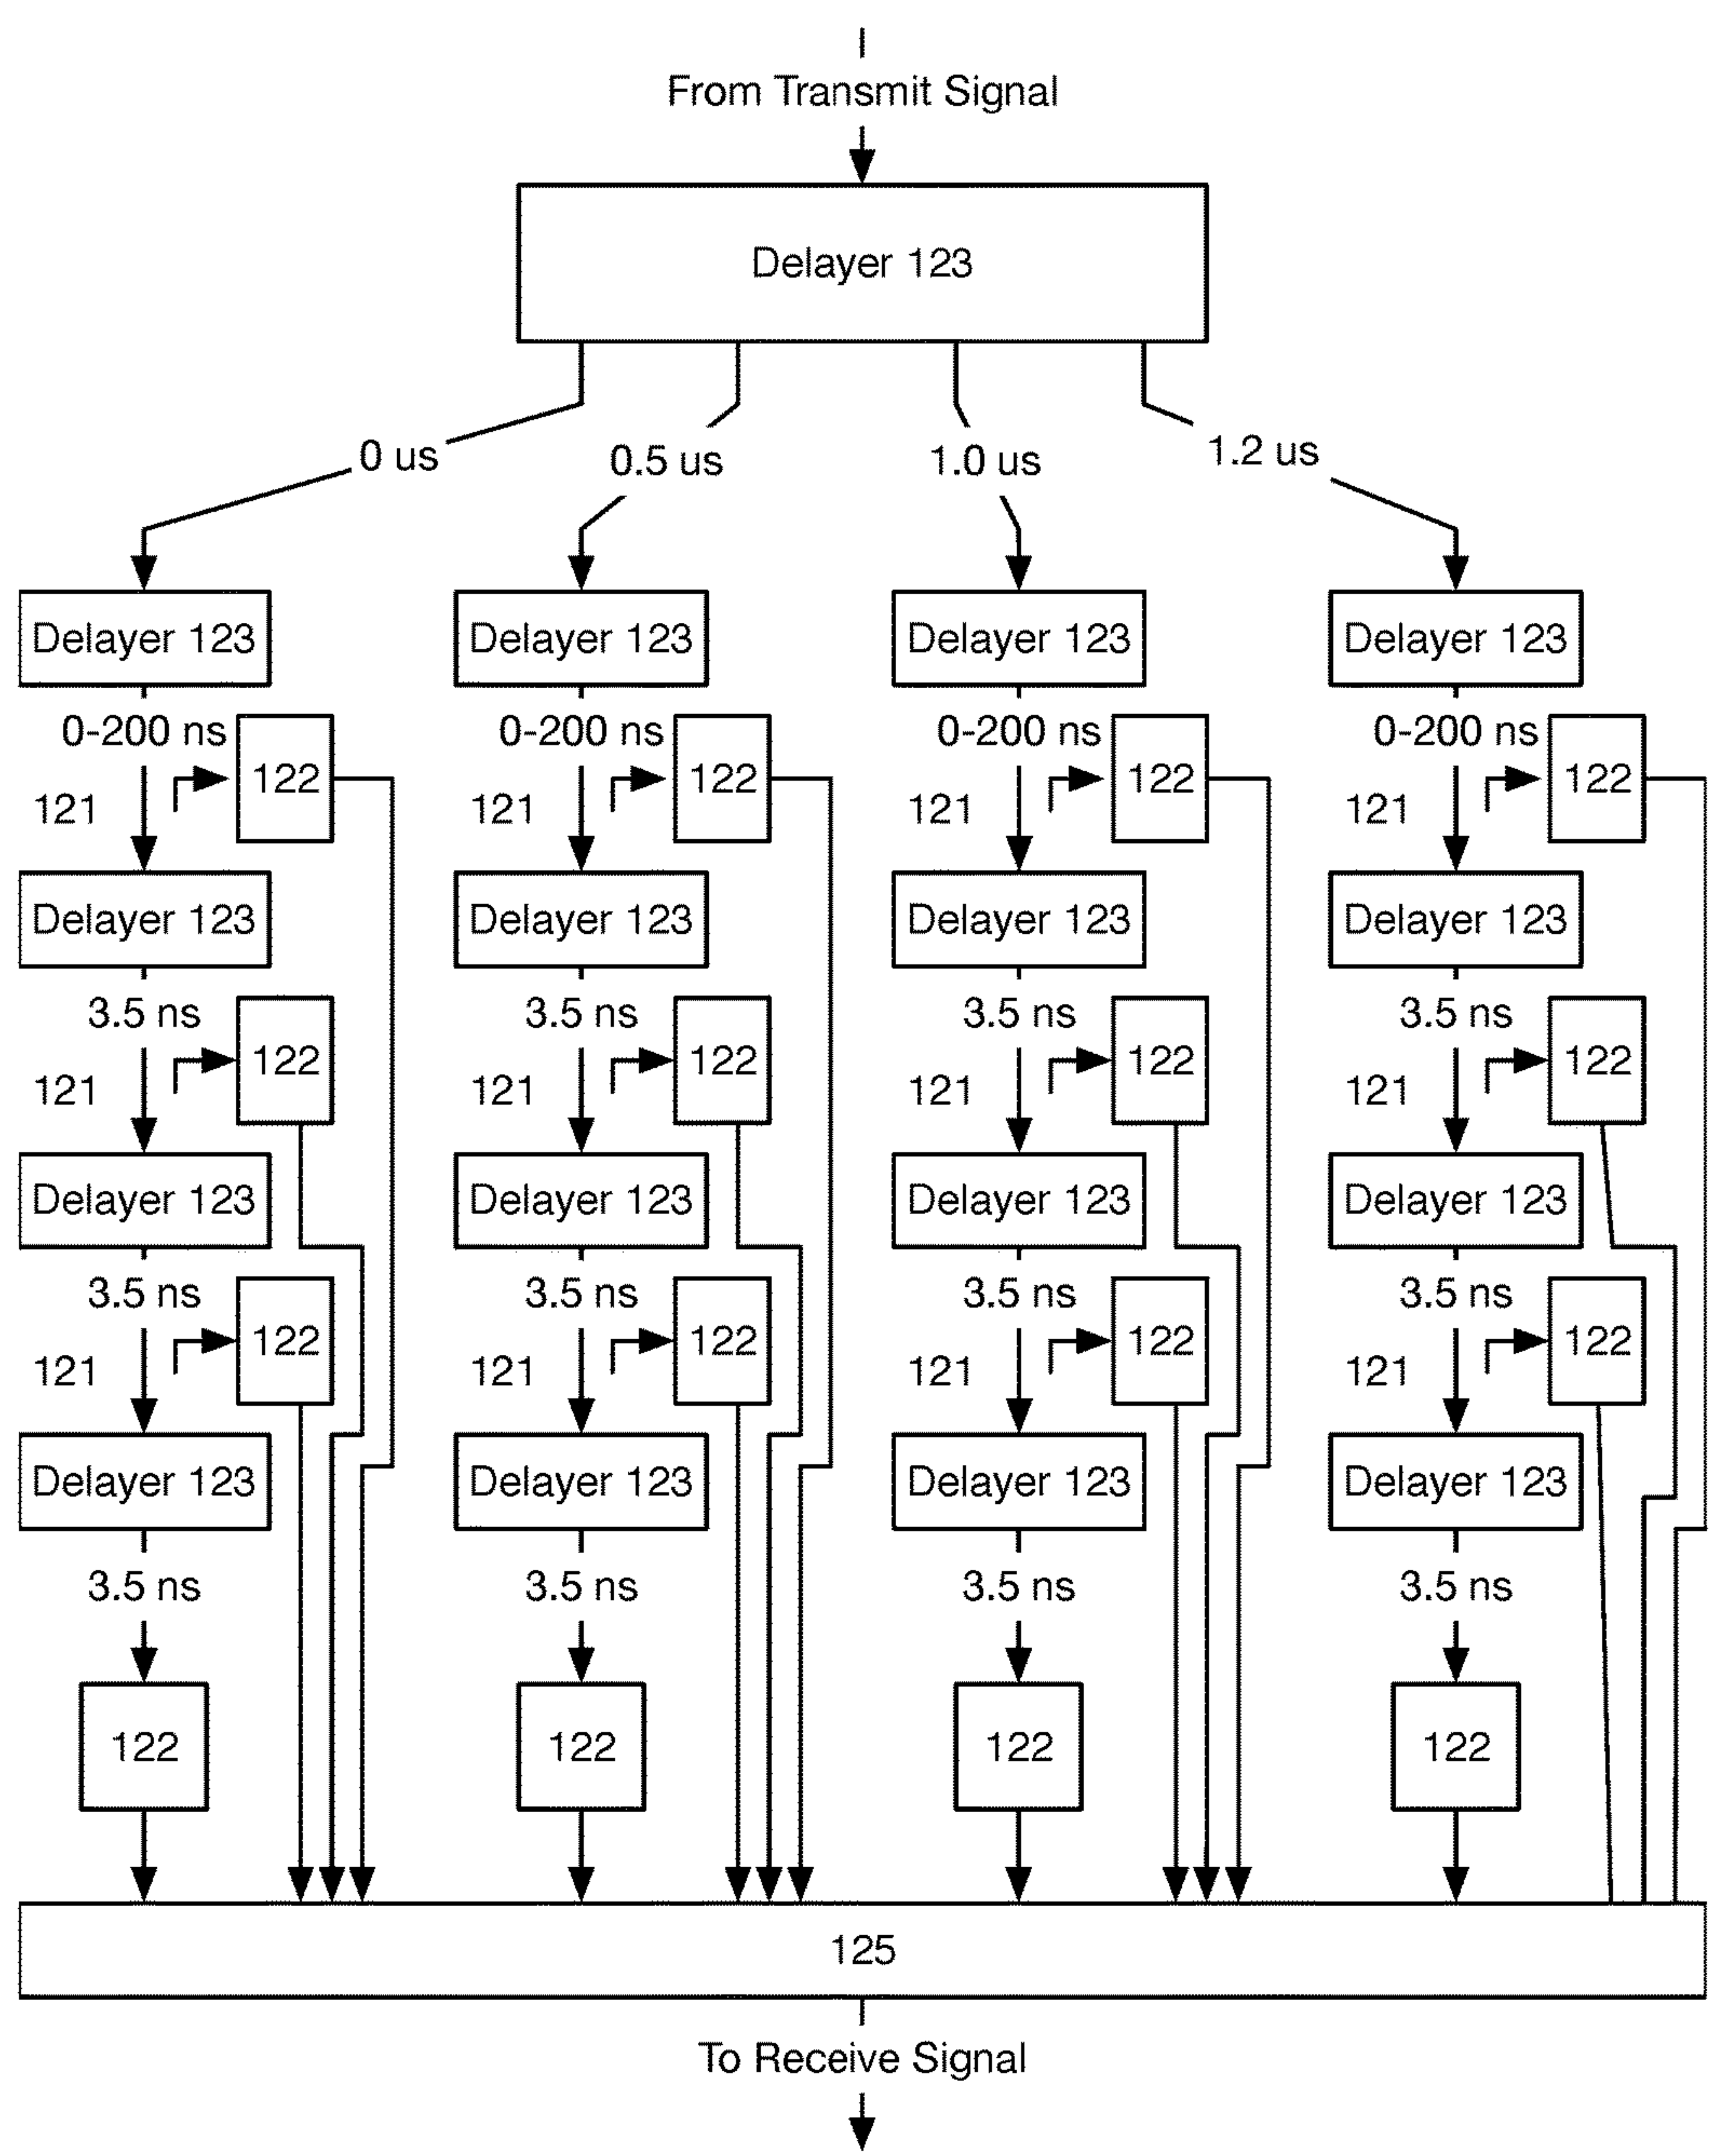 From Transmit Signal
Delayer 123
0 us 0.5 us 1.0 us 1.2 us
Delayer 123 Delayer 123 Delayer 123 Delayer 123
0-200 ns 0-200 ns 0-200 ns 0-200 ns
122 122 122 122
121 121 121 121
Delayer 123 Delayer 123 Delayer 123 Delayer 123
3.5 ns 3.5 ns 3.5 ns 3.5 ns
122 122 122 122
121 121 121 121
Delayer 123 Delayer 123 Delayer 123 Delayer 123
3.5 ns 3.5 ns 3.5 ns 3.5 ns
122 122 122 122
121 121 121 121
Delayer 123 Delayer 123 Delayer 123 Delayer 123
3.5 ns 3.5 ns 3.5 ns 3.5 ns
122 122 122 122
125
To Receive Signal